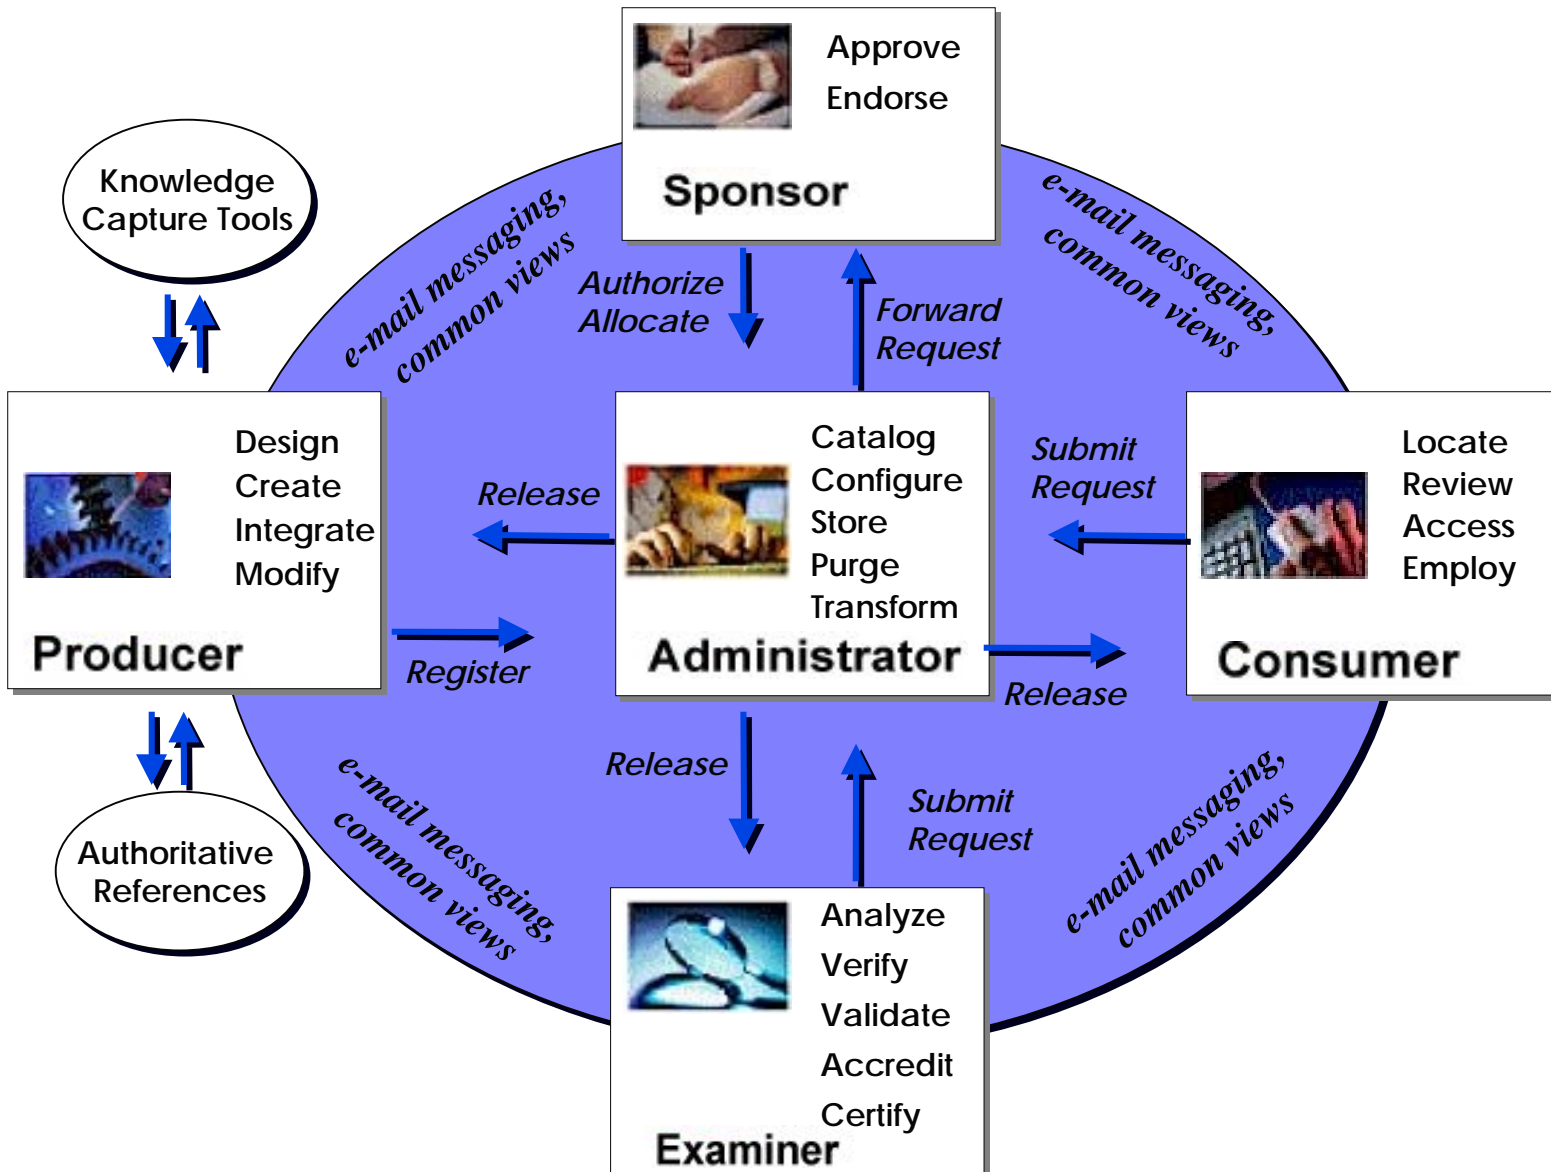 Approve
Endorse
Sponsor
Knowledge
Capture Tools
e-mail messaging,
common views
e-mail messaging,
common views
Authorize
Allocate
Forward
Request
Design
Create
Integrate
Modify
Producer
Release
Register
Catalog
Configure
Store
Purge
Transform
Administrator
Submit
Request
Release
Locate
Review
Access
Employ
Consumer
Authoritative
References
e-mail messaging,
common views
Release
Submit
Request
e-mail messaging,
common views
Analyze
Verify
Validate
Accredit
Certify
Examiner